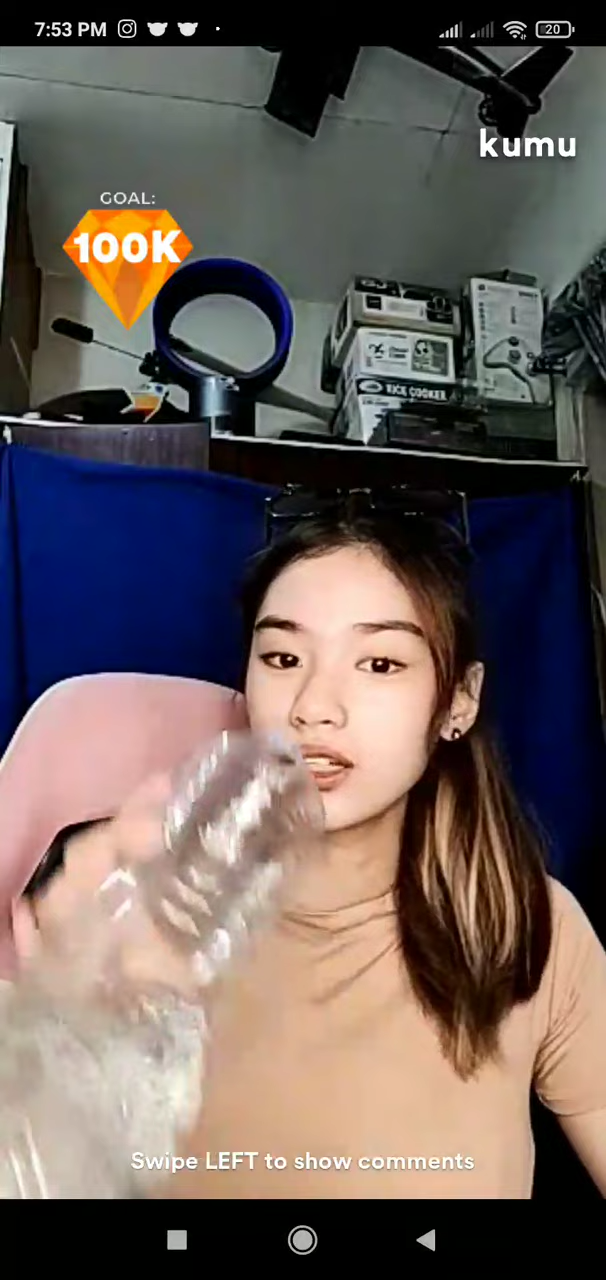 7:53 PM
20
kumu
GOAL:
100K
RICE COOKER
Swipe LEFT to show comments